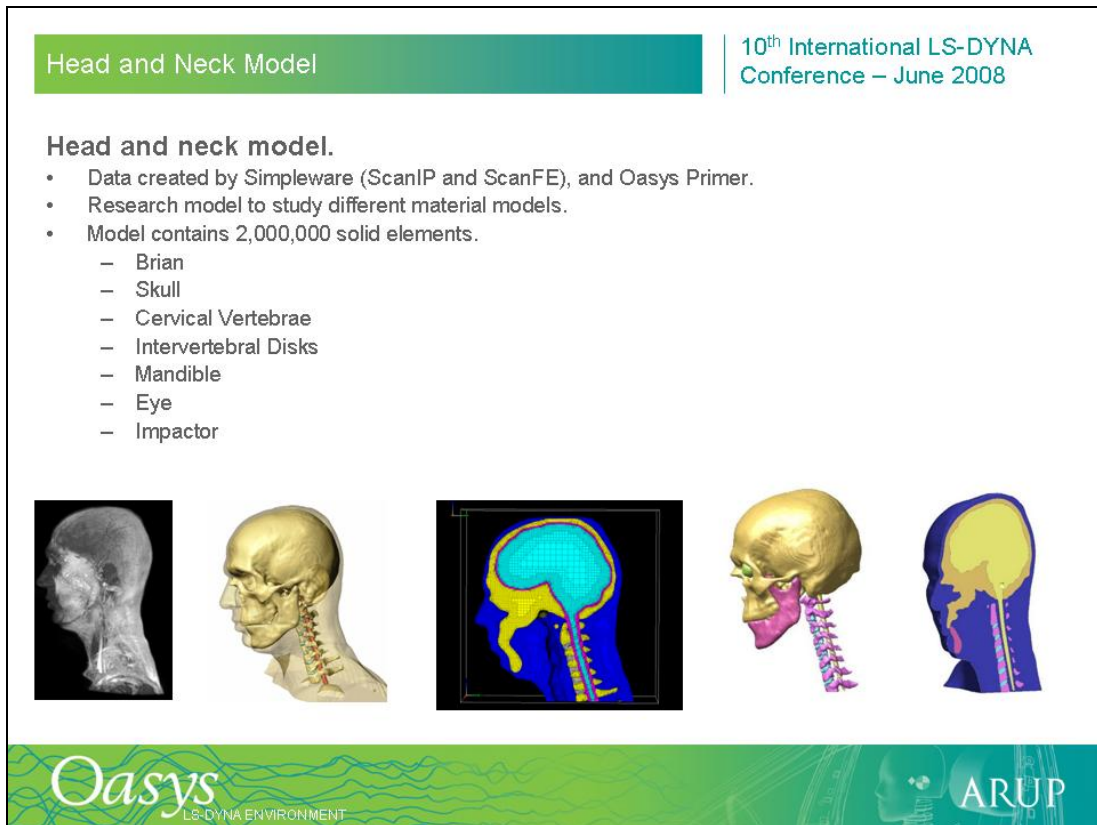 Head and Neck Model
10th International LS-DYNA
Conference – June 2008
Head and neck model.
• Data created by Simpleware (ScanIP and ScanFE), and Oasys Primer.
• Research model to study different material models.
• Model contains 2,000,000 solid elements.
– Brian
– Skull
– Cervical Vertebrae
– Intervertebral Disks
– Mandible
– Eye
– Impactor
Oasys
LS-DYNA ENVIRONMENT
ARUP